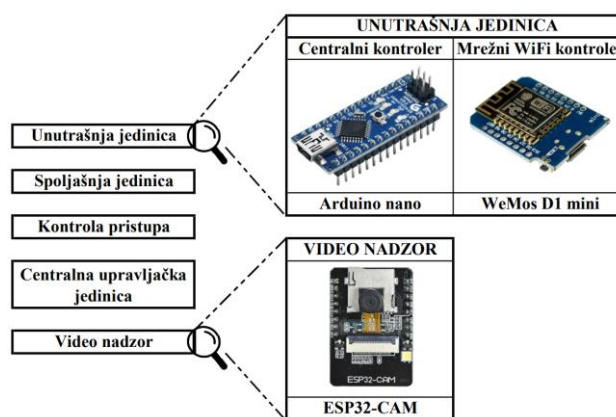 UNUTRAŠNJA JEDINICA
Centralni kontroler
Mrežni WiFi kontrole
Arduino nano
WeMos D1 mini
Unutrašnja jedinica
Spoljašnja jedinica
Kontrola pristupa
Centralna upravljačka
jedinica
Video nadzor
VIDEO NADZOR
ESP32-CAM
ESP32-CAM